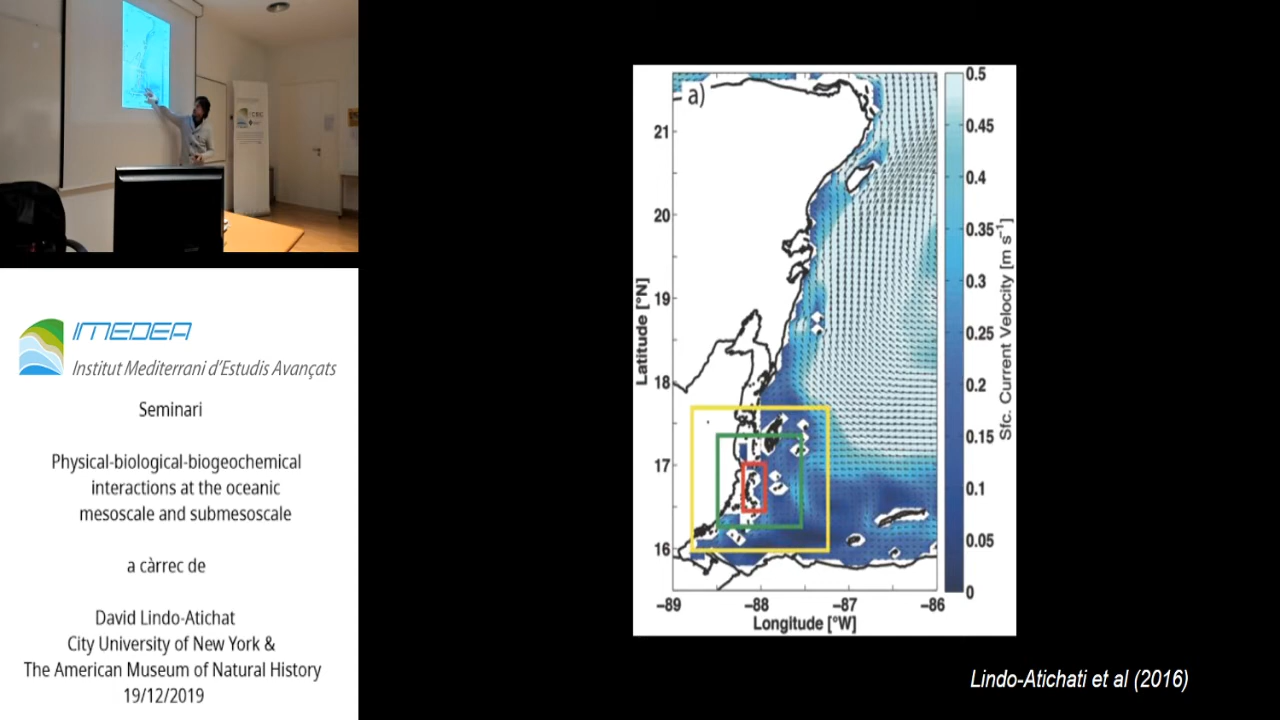 IMEDEA
Institut Mediterrani d'Estudis Avançats
Seminari
Physical-biological-biogeochemical
interactions at the oceanic
mesoscale and submesoscale
a càrrec de
David Lindo-Atichat
City University of New York &
The American Museum of Natural History
19/12/2019
a)
21
20
19
18
17
16
Latitude [°N]
-89
-88
-87
-86
Longitude [°W]
0.5
0.45
0.4
0.35
0.3
0.25
0.2
0.15
0.1
0.05
0
Sfc. Current Velocity [m s-1]
Lindo-Atichati et al (2016)